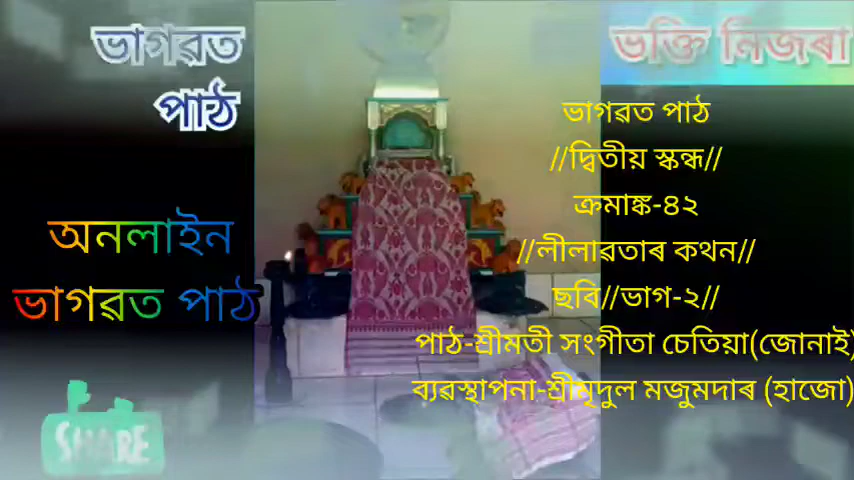 ভাগৱত
পাঠ
অনলাইন
ভাগৱত পাঠ
SHARE
ভক্তি নিজৰা
ভাগৱত পাঠ
//দ্বিতীয় স্কন্ধ//
ক্রমাঙ্ক-৪২
//লীলাৱতাৰ কথন//
ছবি//ভাগ-২//
পাঠ-শ্ৰীমতী সংগীতা চেতিয়া(জোনাই)
ব্যৱস্থাপনা-শ্ৰীমৃদুল মজুমদাৰ (হাজো)